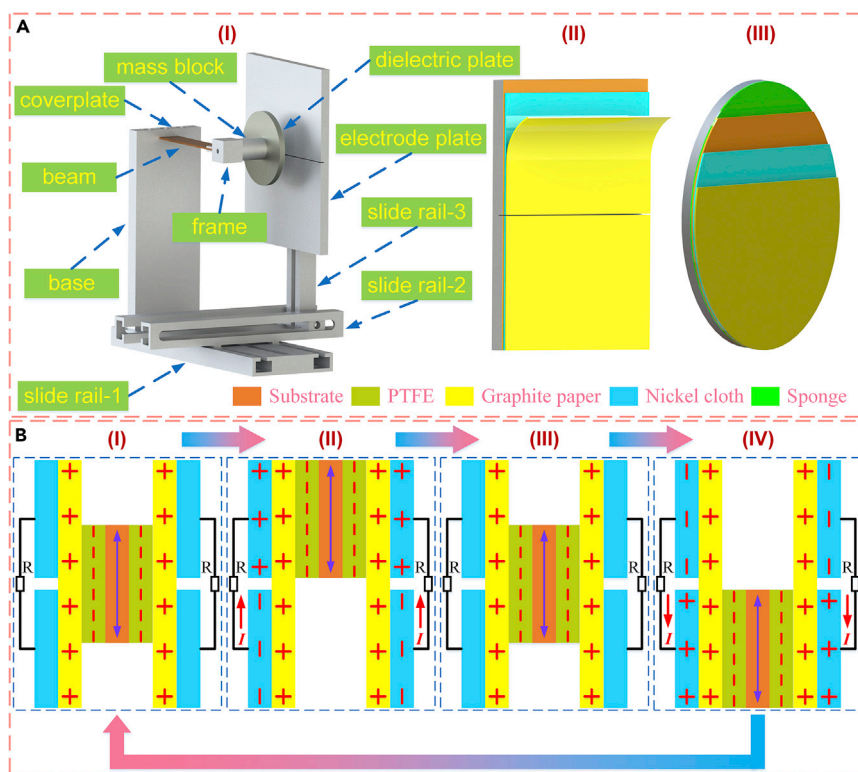 A
(I)
(II)
(III)
mass block
dielectric plate
coverplate
electrode plate
beam
frame
slide rail-3
base
slide rail-2
slide rail-1
Substrate PTFE Graphite paper Nickel cloth Sponge
B
(I) (II) (III) (IV)
+ + + + + + + +
+ + + + + + + +
+ + + + + +
R R R R R R R R
I I I I